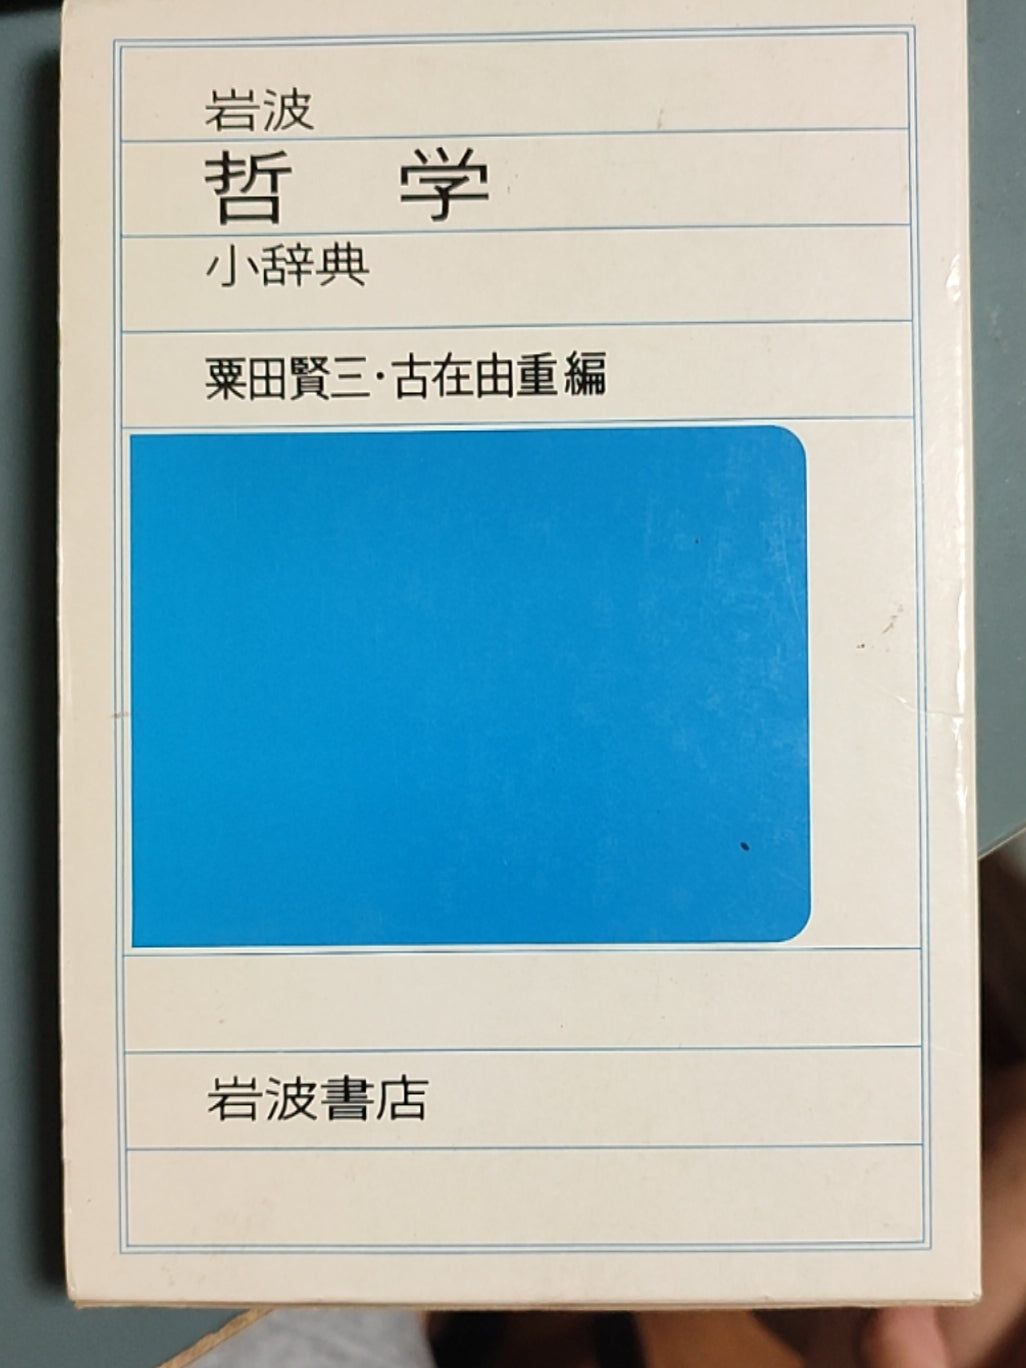 岩波
哲学
小辞典
粟田賢三・古在由重編
岩波書店